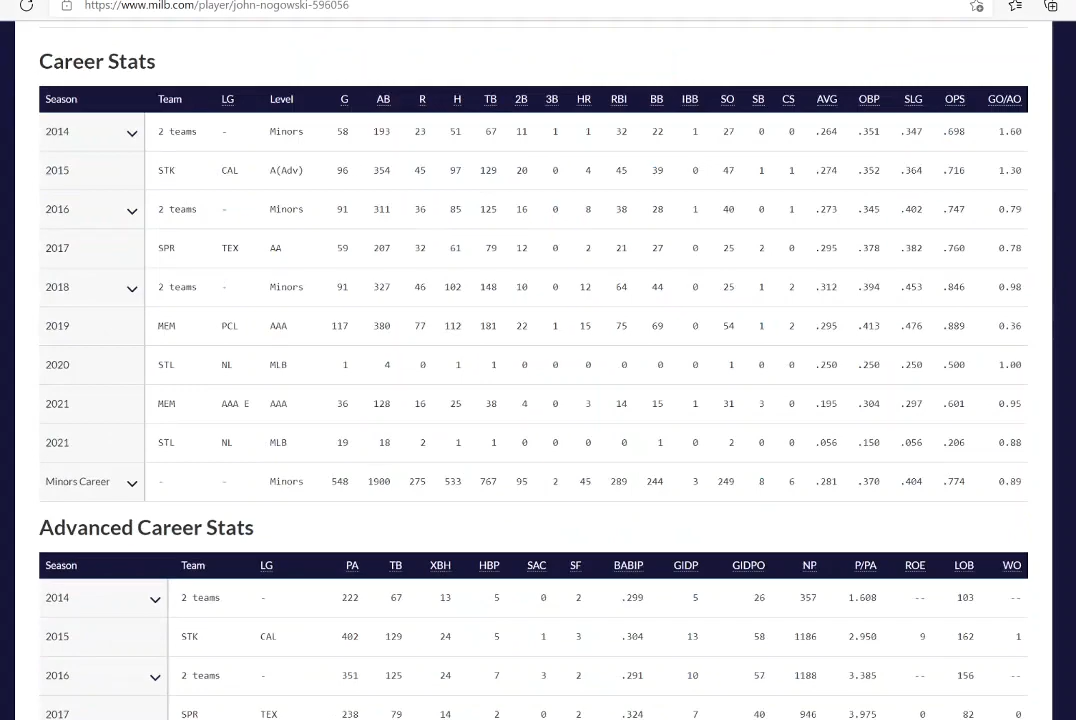 https://www.milb.com/player/john-nogowski-596056
Career Stats
Season Team LG Level G AB R H TB 2B 3B HR RBI BB IBB SO SB CS AVG OBP SLG OPS GO/AO
2014 2 teams - Minors 58 193 23 51 67 11 1 1 32 22 1 27 0 0 .264 .351 .347 .698 1.60
2015 STK CAL A(Adv) 96 354 45 97 129 20 0 4 45 39 0 47 1 1 .274 .352 .364 .716 1.30
2016 2 teams - Minors 91 311 36 85 125 16 0 8 38 28 1 40 0 1 .273 .345 .402 .747 0.79
2017 SPR TEX AA 59 207 32 61 79 12 0 2 21 27 0 25 2 0 .295 .378 .382 .760 0.78
2018 2 teams - Minors 91 327 46 102 148 10 0 12 64 44 0 25 1 2 .312 .394 .453 .846 0.98
2019 MEM PCL AAA 117 380 77 112 181 22 1 15 75 69 0 54 1 2 .295 .413 .476 .889 0.36
2020 STL NL MLB 1 4 0 1 1 0 0 0 0 0 0 1 0 0 .250 .250 .250 .500 1.00
2021 MEM AAA E AAA 36 128 16 25 38 4 0 3 14 15 1 31 3 0 .195 .304 .297 .601 0.95
2021 STL NL MLB 19 18 2 1 1 0 0 0 0 1 0 2 0 0 .056 .150 .056 .206 0.88
Minors Career - - Minors 548 1900 275 533 767 95 2 45 289 244 3 249 8 6 .281 .370 .404 .774 0.89
Advanced Career Stats
Season Team LG PA TB XBH HBP SAC SF BABIP GIDP GIDPO NP P/PA ROE LOB WO
2014 2 teams - 222 67 13 5 0 2 .299 5 26 357 1.608 -- 103 --
2015 STK CAL 402 129 24 5 1 3 .304 13 58 1186 2.950 9 162 1
2016 2 teams - 351 125 24 7 3 2 .291 10 57 1188 3.385 -- 156 --
2017 SPR TEX 238 79 14 2 0 2 .324 7 40 946 3.975 0 82 0